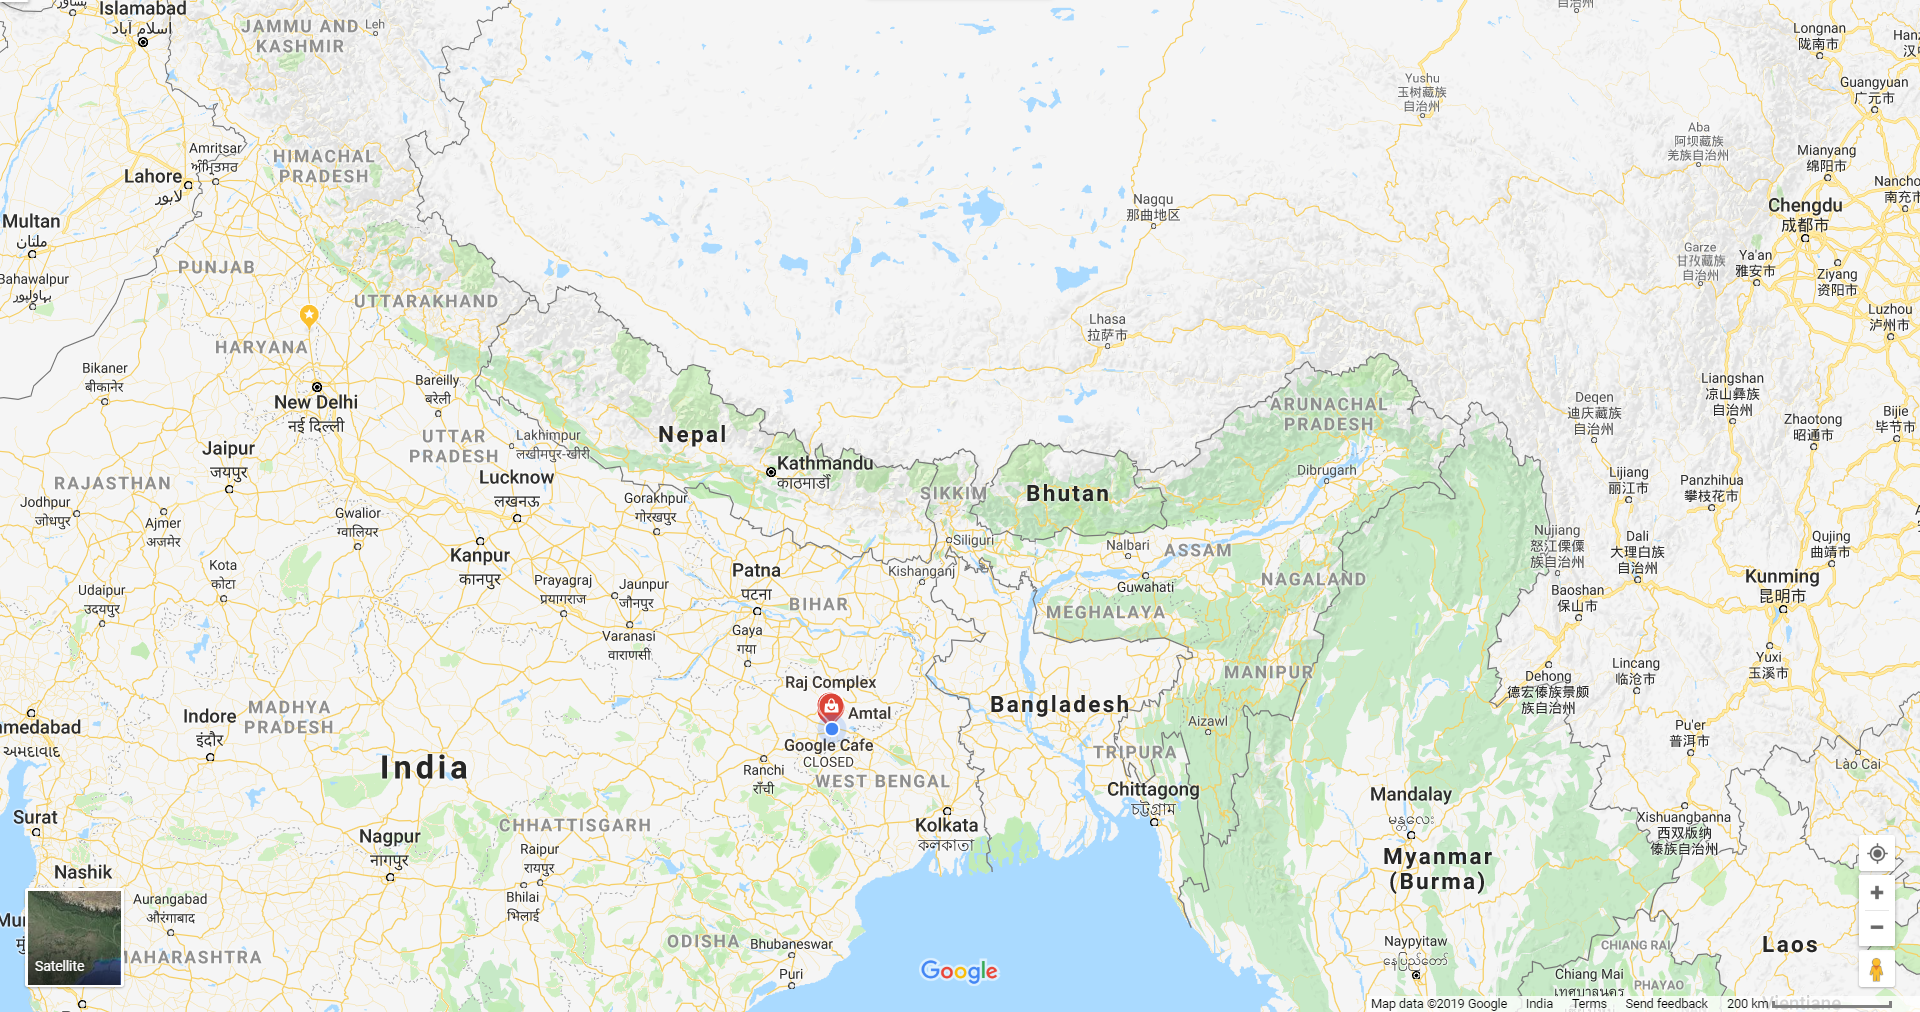 Islamabad
اسلام آباد
JAMMU AND
KASHMIR
Leh
自治州
Longnan
陇南市
Guangyuan
广元市
Yushu
玉树藏族
自治州
Aba
阿坝藏族
羌族自治州
Mianyang
绵阳市
Amritsar
ਅੰਮ੍ਰਿਤਸਰ
HIMACHAL
PRADESH
Lahore
لاہور
Nagqu
那曲地区
Chengdu
成都市
Multan
ملتان
Garze
甘孜藏族
自治州
Ya'an
雅安市
Ziyang
资阳市
PUNJAB
Bahawalpur
بہاولپور
UTTARAKHAND
Lhasa
拉萨市
Luzhou
泸州市
HARYANA
Bikaner
बीकानेर
Bareilly
बरेली
New Delhi
नई दिल्ली
Liangshan
凉山彝族
自治州
Deqen
迪庆藏族
自治州
Zhaotong
昭通市
Bijie
毕节市
ARUNACHAL
PRADESH
UTTAR
PRADESH
Lakhimpur
लखीमपुर-खीरी
Nepal
Jaipur
जयपुर
Kathmandu
काठमाडौं
Lucknow
लखनऊ
Dibrugarh
Lijiang
丽江市
Panzhihua
攀枝花市
RAJASTHAN
Jodhpur
जोधपुर
Ajmer
अजमेर
Gwalior
ग्वालियर
Gorakhpur
गोरखपुर
SIKKIM
Bhutan
Siliguri
Nalbari
ASSAM
Nujiang
怒江傈僳
族自治州
Dali
大理白族
自治州
Qujing
曲靖市
Kanpur
कानपुर
Kota
कोटा
Prayagraj
प्रयागराज
Jaunpur
जौनपुर
Patna
पटना
Kishanganj
Guwahati
NAGALAND
Kunming
昆明市
Baoshan
保山市
Udaipur
उदयपुर
BIHAR
MEGHALAYA
Varanasi
वाराणसी
Gaya
गया
MANIPUR
Lincang
临沧市
Yuxi
玉溪市
Dehong
德宏傣族景颇
族自治州
Raj Complex
Amtal
Google Cafe
CLOSED
Bangladesh
Aizawl
TRIPURA
Pu'er
普洱市
MADHYA
PRADESH
Indore
इंदौर
medabad
અમદાવાદ
India
Ranchi
राँची
WEST BENGAL
Lào Cai
Chittagong
চট্টগ্রাম
Mandalay
မန္တလေး
Surat
Nagpur
नागपुर
CHHATTISGARH
Kolkata
কলকাতা
Xishuangbanna
西双版纳
傣族自治州
Raipur
रायपुर
Myanmar
(Burma)
Nashik
Aurangabad
औरंगाबाद
Bhilai
भिलाई
ODISHA
Bhubaneswar
Puri
Naypyitaw
နေပြည်တော်
CHIANG RAI
Laos
AHARASHTRA
Satellite
Google
Chiang Mai
PHAYAO
Vientiane
Map data ©2019 Google India Terms Send feedback 200 km